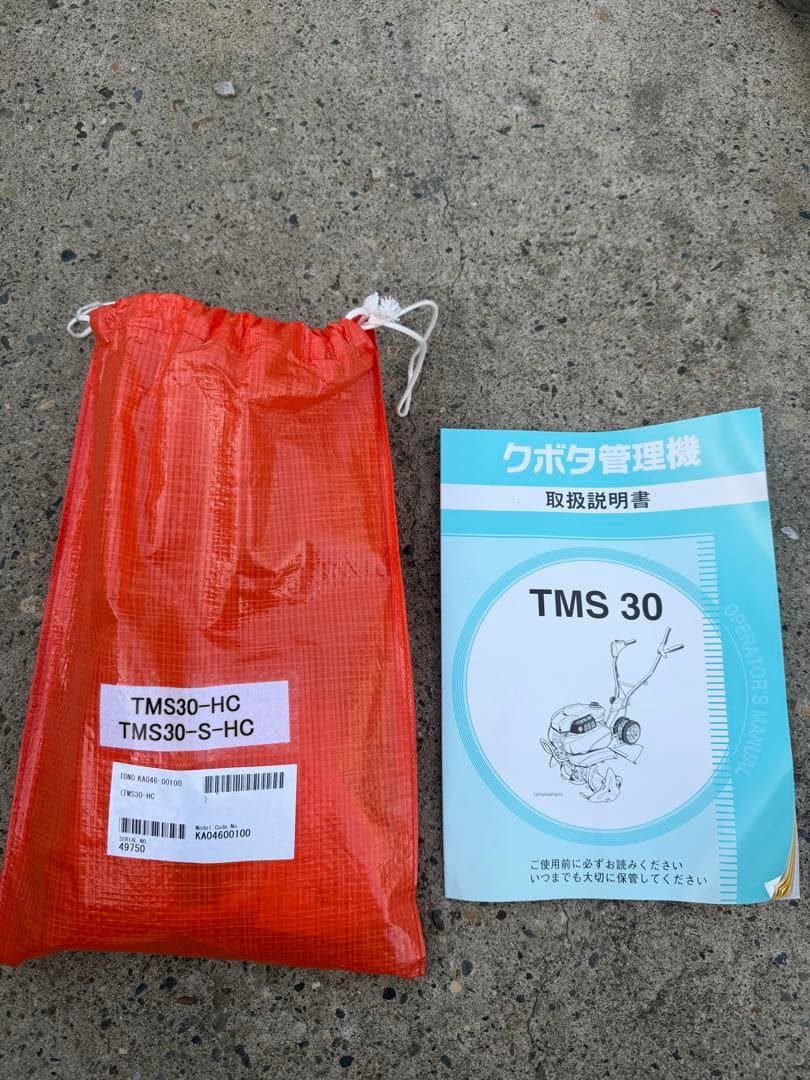 TMS30-HC
TMS30-S-HC
IDNO KA046-00100
(TMS30-HC )
Model Code No.
KA04600100
SERIAL NO.
49750
クボタ管理機
取扱説明書
TMS 30
OPERATOR'S MANUAL
ご使用前に必ずお読みください
いつまでも大切に保管してください